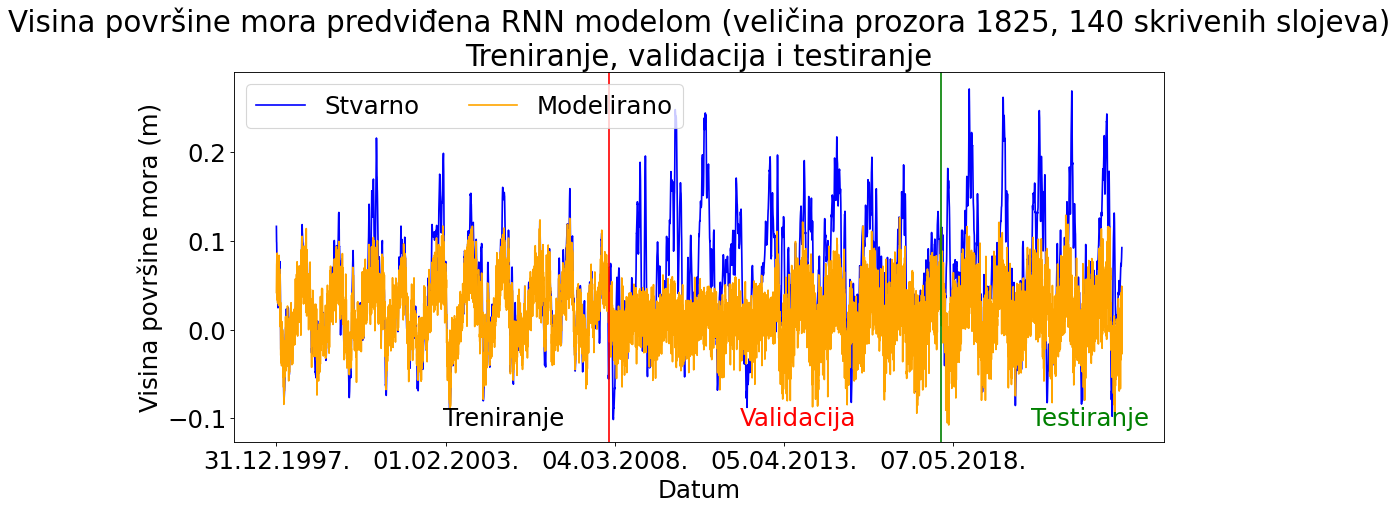 Visina površine mora predviđena RNN modelom (veličina prozora 1825, 140 skrivenih slojeva)
Treniranje, validacija i testiranje
Stvarno
Modelirano
Visina površine mora (m)
0.2
0.1
0.0
−0.1
Treniranje
Validacija
Testiranje
31.12.1997.
01.02.2003.
04.03.2008.
05.04.2013.
07.05.2018.
Datum